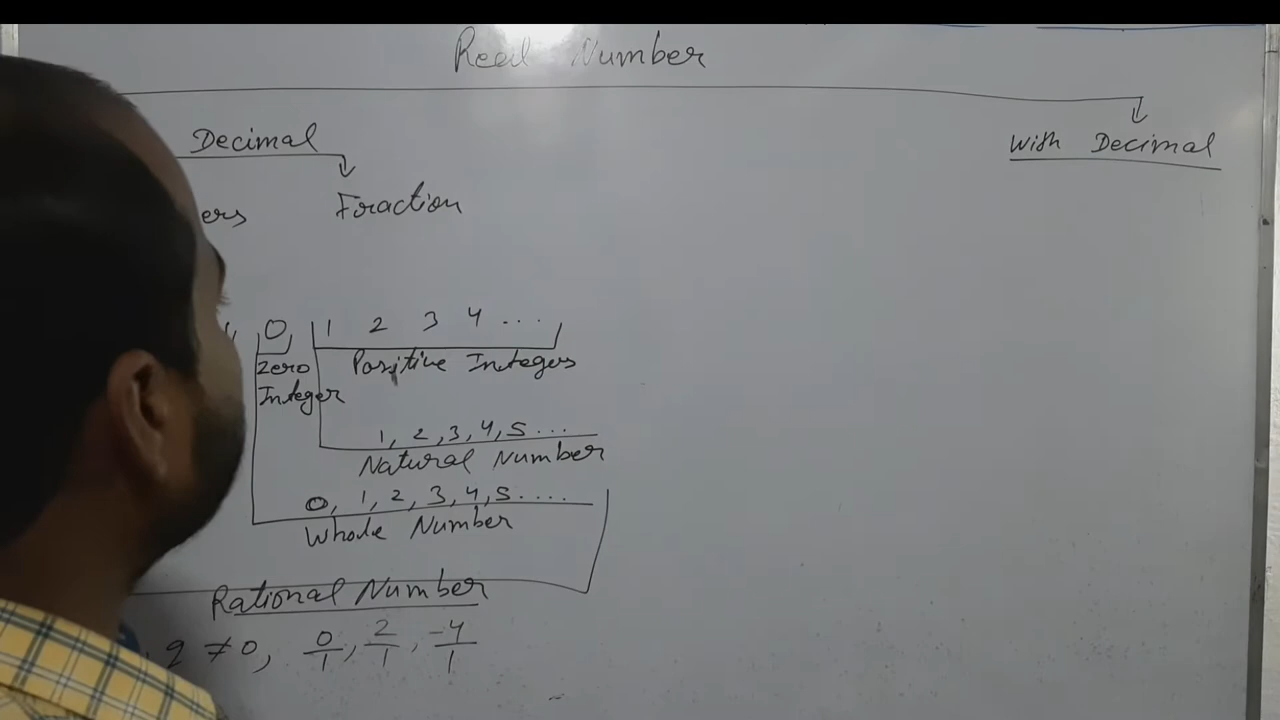 Real Number
Decimal
With Decimal
ers
Fraction
0 1 2 3 4 ...
Zero Integer
Positive Integers
1, 2, 3, 4, 5 ...
Natural Number
0, 1, 2, 3, 4, 5 ....
Whole Number
Rational Number
q ≠ 0, 0/1, 2/1, -4/1